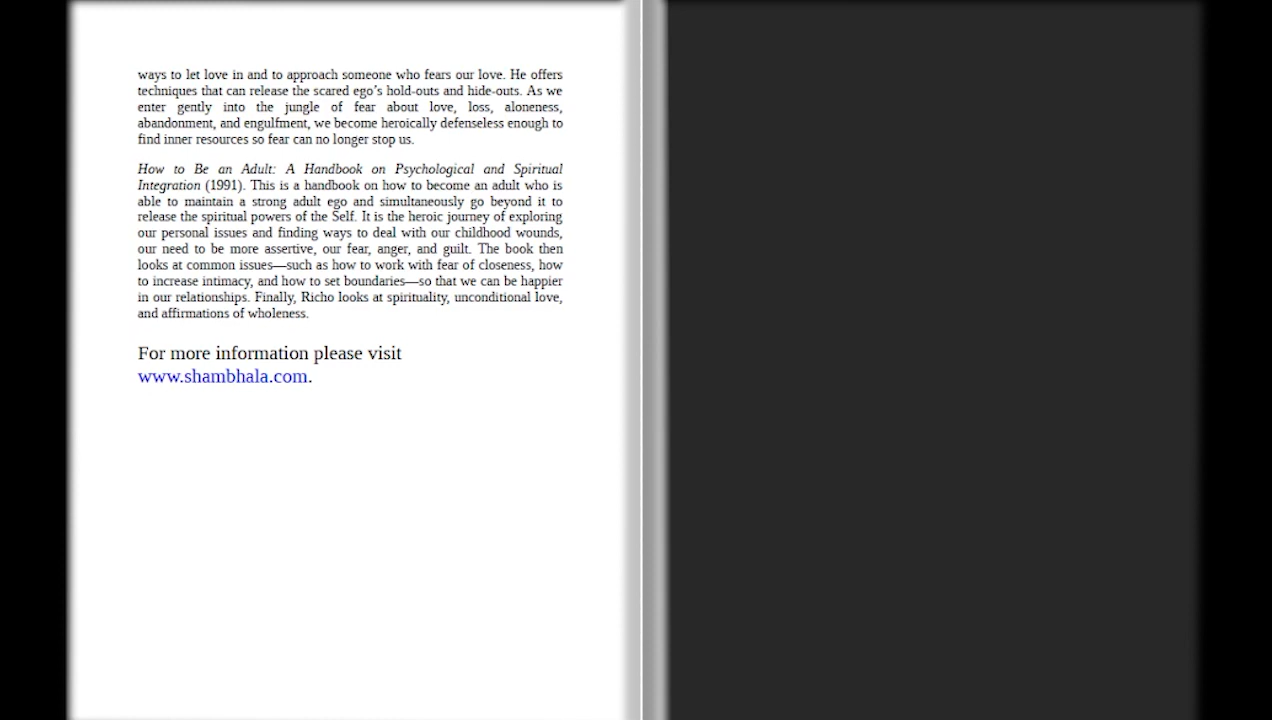 ways to let love in and to approach someone who fears our love. He offers
techniques that can release the scared ego’s hold-outs and hide-outs. As we
enter gently into the jungle of fear about love, loss, aloneness,
abandonment, and engulfment, we become heroically defenseless enough to
find inner resources so fear can no longer stop us.
How to Be an Adult: A Handbook on Psychological and Spiritual
Integration (1991). This is a handbook on how to become an adult who is
able to maintain a strong adult ego and simultaneously go beyond it to
release the spiritual powers of the Self. It is the heroic journey of exploring
our personal issues and finding ways to deal with our childhood wounds,
our need to be more assertive, our fear, anger, and guilt. The book then
looks at common issues—such as how to work with fear of closeness, how
to increase intimacy, and how to set boundaries—so that we can be happier
in our relationships. Finally, Richo looks at spirituality, unconditional love,
and affirmations of wholeness.
For more information please visit
www.shambhala.com.